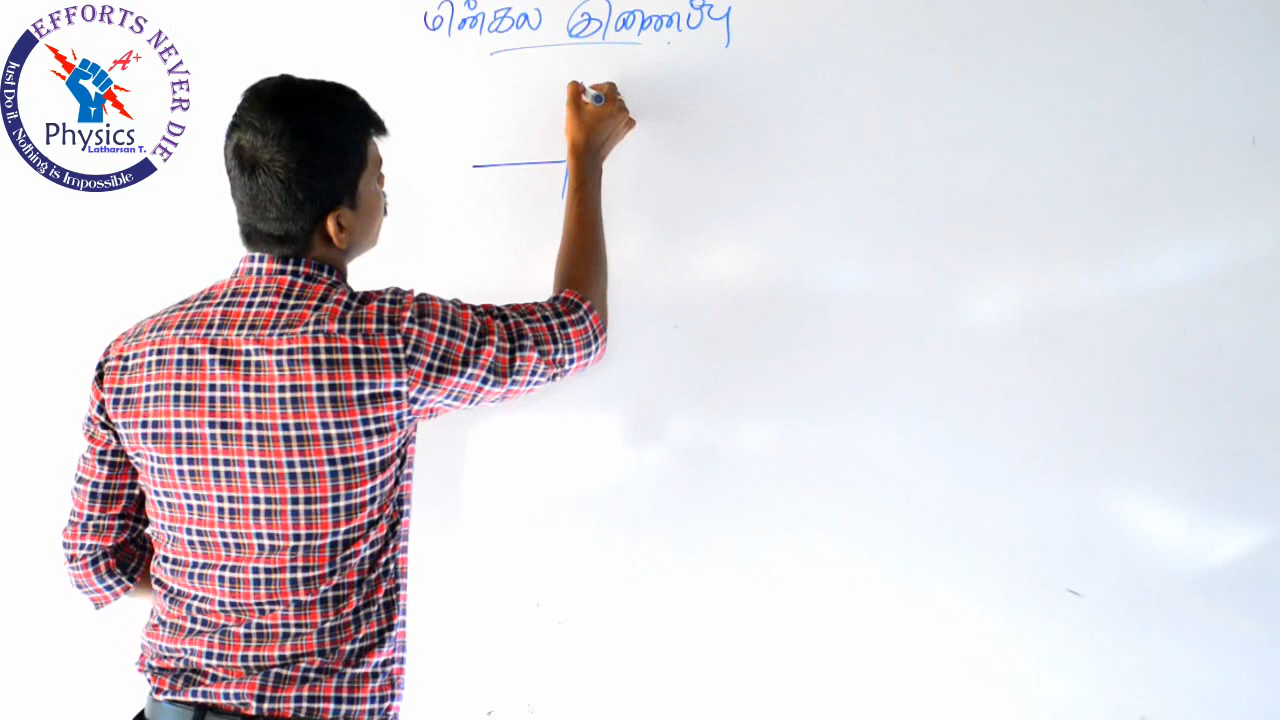 மின்கல இணைப்பு
EFFORTS NEVER DIE
A+
Physics
Latharsan T.
Just Do it. Nothing is Impossible